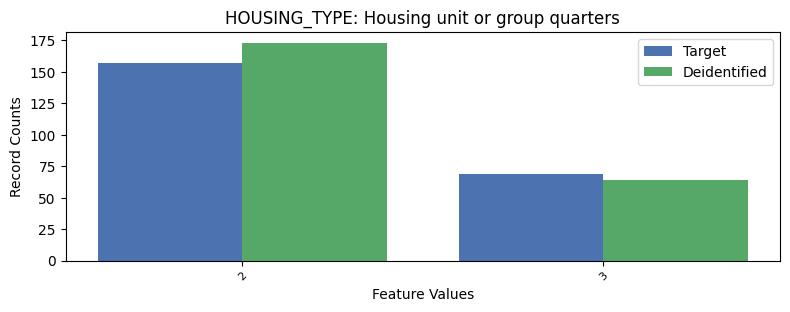 HOUSING_TYPE: Housing unit or group quarters
Record Counts
175
150
125
100
75
50
25
0
Target
Deidentified
2
3
Feature Values